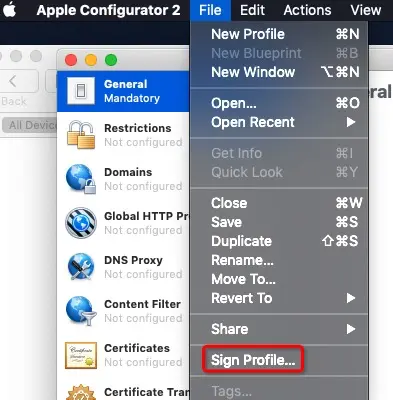 Apple Configurator 2 File Edit Actions View
New Profile ⌘N
New Blueprint ⌘B
New Window ⌥⌘N
Open... ⌘O
Open Recent ▶
Get Info ⌘I
Quick Look ⌘Y
Close ⌘W
Save ⌘S
Duplicate ⇧⌘S
Rename...
Move To...
Revert To ▶
Share ▶
Sign Profile...
Tags...
Back
All Devic
General
Mandatory
Restrictions
Not configured
Domains
Not configured
Global HTTP Pr
Not configured
DNS Proxy
Not configured
Content Filter
Not configured
Certificates
Not configured
Certificate Tran
eral